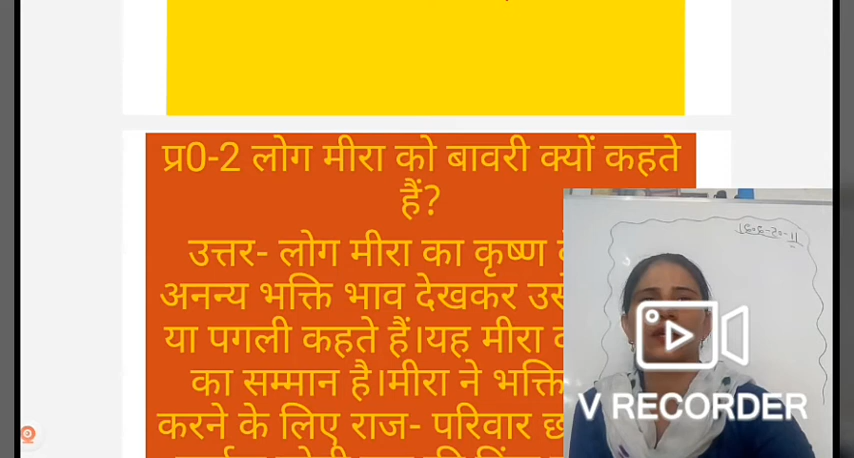 प्र0-2 लोग मीरा को बावरी क्यों कहते
हैं?
उत्तर- लोग मीरा का कृष्ण
अनन्य भक्ति भाव देखकर
या पगली कहते हैं।यह मीरा
का सम्मान है।मीरा ने भक्ति
करने के लिए राज- परिवार
V RECORDER